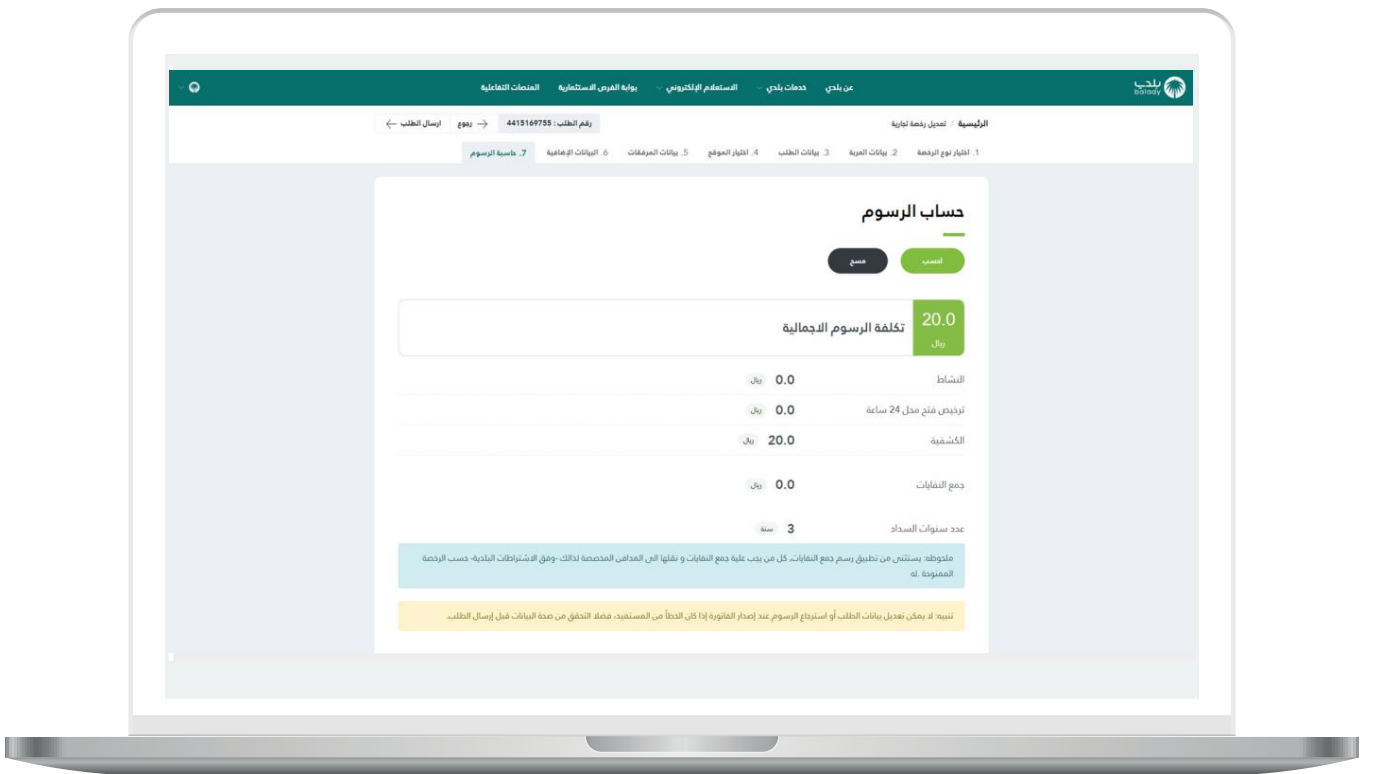 بلدي
balady
عن بلدي خدمات بلدي الاستعلام الإلكتروني بوابة الفرص الاستثمارية المنصات التفاعلية
الرئيسية / تعديل رخصة تجارية
رقم الطلب : 4415169755 رجوع ارسال الطلب
1. اختيار نوع الرخصة 2. بيانات العربة 3. بيانات الطلب 4. اختيار الموقع 5. بيانات المرفقات 6. البيانات الإضافية 7. حاسبة الرسوم
حساب الرسوم
احسب مسح
20.0 ريال تكلفة الرسوم الاجمالية
النشاط 0.0 ريال
ترخيص فتح محل 24 ساعة 0.0 ريال
الكشفية 20.0 ريال
جمع النفايات 0.0 ريال
عدد سنوات السداد 3 سنة
ملحوظه: يستثنى من تطبيق رسم جمع النفايات، كل من يجب علية جمع النفايات و نقلها الى المدافن المخصصة لذالك -وفق الاشتراطات البلدية- حسب الرخصة
الممنوحة .له
تنبيه: لا يمكن تعديل بيانات الطلب أو استرجاع الرسوم عند إصدار الفاتورة إذا كان الخطأ من المستفيد، فضلا التحقق من صحة البيانات قبل إرسال الطلب.